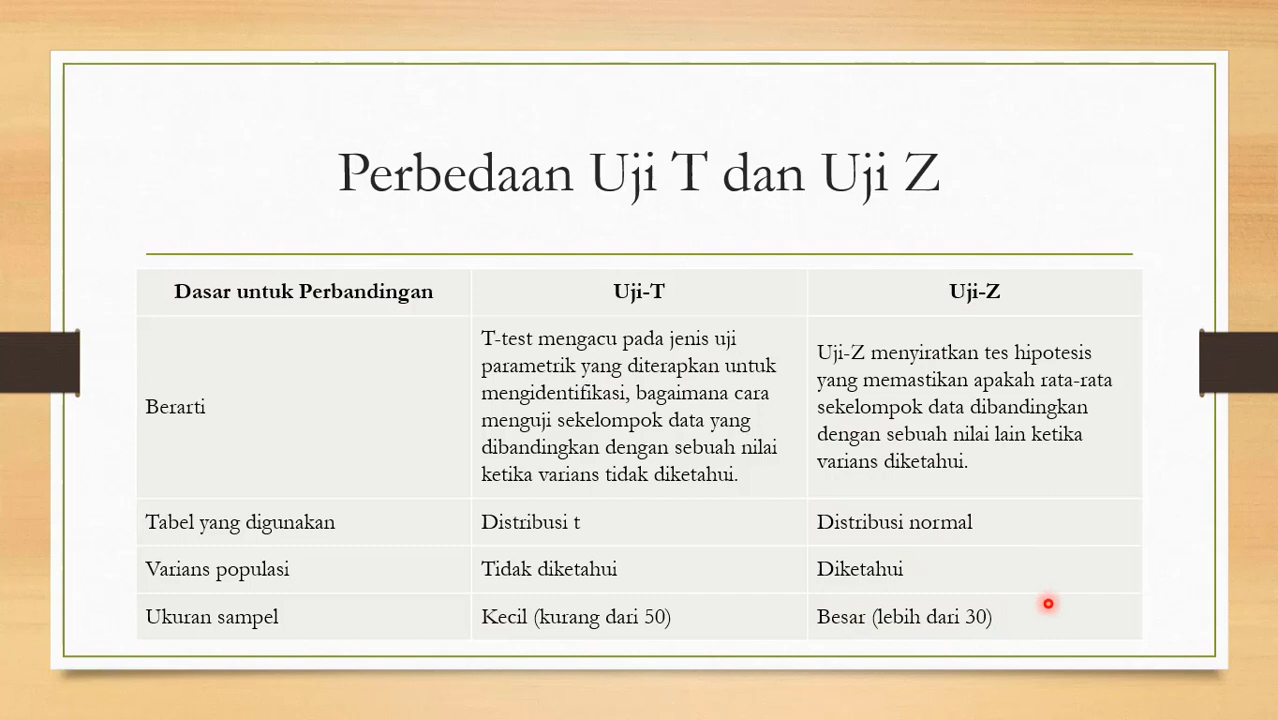 Perbedaan Uji T dan Uji Z
Dasar untuk Perbandingan
Uji-T
Uji-Z
Berarti
T-test mengacu pada jenis uji
parametrik yang diterapkan untuk
mengidentifikasi, bagaimana cara
menguji sekelompok data yang
dibandingkan dengan sebuah nilai
ketika varians tidak diketahui.
Uji-Z menyiratkan tes hipotesis
yang memastikan apakah rata-rata
sekelompok data dibandingkan
dengan sebuah nilai lain ketika
varians diketahui.
Tabel yang digunakan
Distribusi t
Distribusi normal
Varians populasi
Tidak diketahui
Diketahui
Ukuran sampel
Kecil (kurang dari 50)
Besar (lebih dari 30)